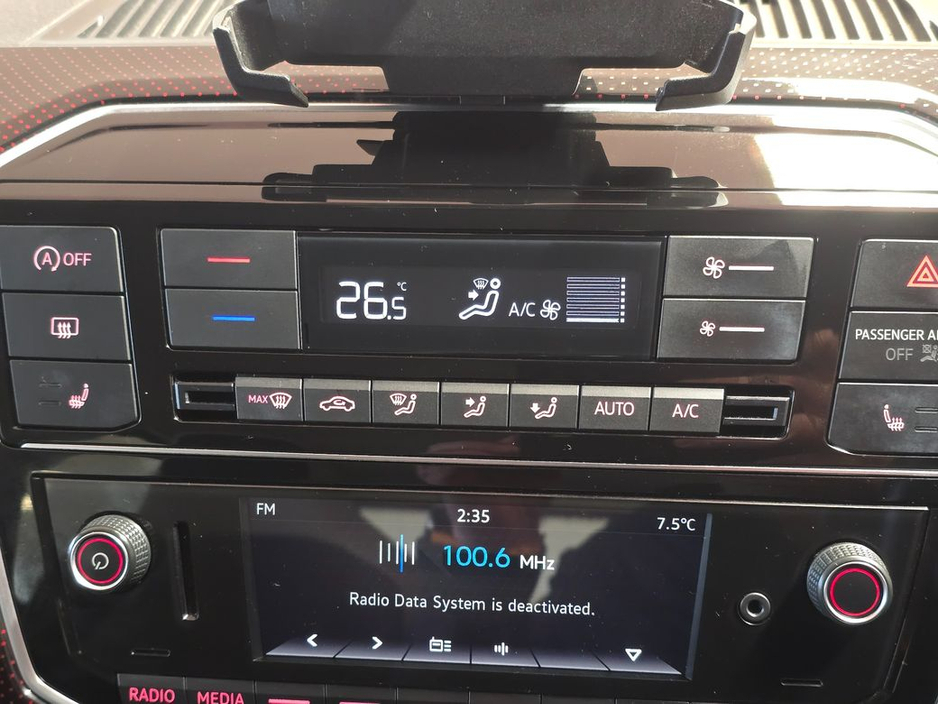 A OFF
26.5 °C
A/C
PASSENGER
OFF
MAX
AUTO
A/C
FM
2:35
7.5°C
100.6 MHz
Radio Data System is deactivated.
RADIO
MEDIA